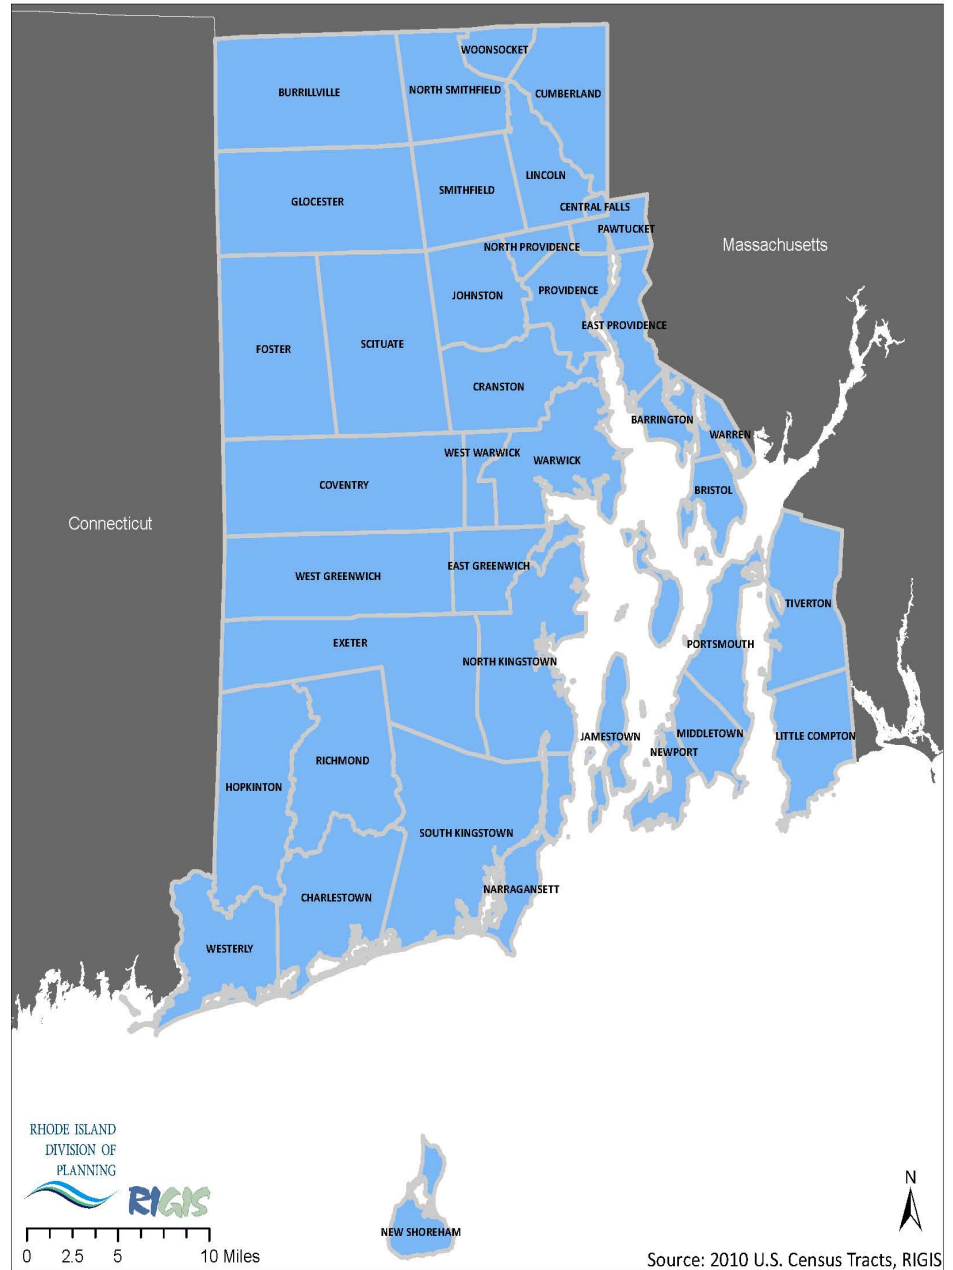 WOONSOCKET
BURRILLVILLE
NORTH SMITHFIELD
CUMBERLAND
LINCOLN
SMITHFIELD
GLOCESTER
CENTRAL FALLS
PAWTUCKET
NORTH PROVIDENCE
Massachusetts
PROVIDENCE
JOHNSTON
EAST PROVIDENCE
SCITUATE
FOSTER
CRANSTON
BARRINGTON
WARREN
WEST WARWICK
WARWICK
COVENTRY
BRISTOL
Connecticut
EAST GREENWICH
WEST GREENWICH
TIVERTON
EXETER
PORTSMOUTH
NORTH KINGSTOWN
MIDDLETOWN
JAMESTOWN
LITTLE COMPTON
NEWPORT
RICHMOND
HOPKINTON
SOUTH KINGSTOWN
NARRAGANSETT
CHARLESTOWN
WESTERLY
RHODE ISLAND
DIVISION OF
PLANNING
RIGIS
N
NEW SHOREHAM
0 2.5 5 10 Miles
Source: 2010 U.S. Census Tracts, RIGIS